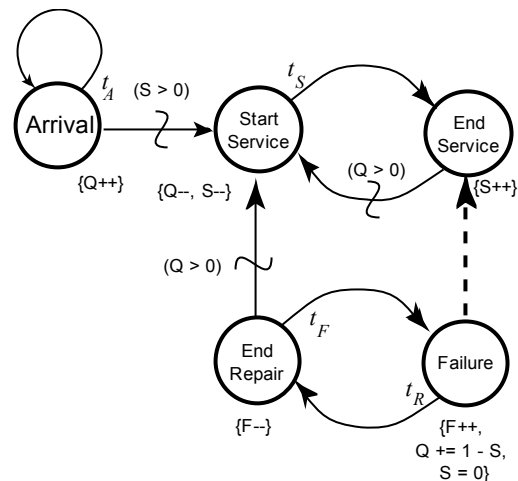 t_A
(S > 0)
t_S
Arrival
Start
Service
End
Service
{Q++}
{Q--, S--}
(Q > 0)
{S++}
(Q > 0)
t_F
End
Repair
Failure
t_R
{F--}
{F++,
Q += 1 - S,
S = 0}